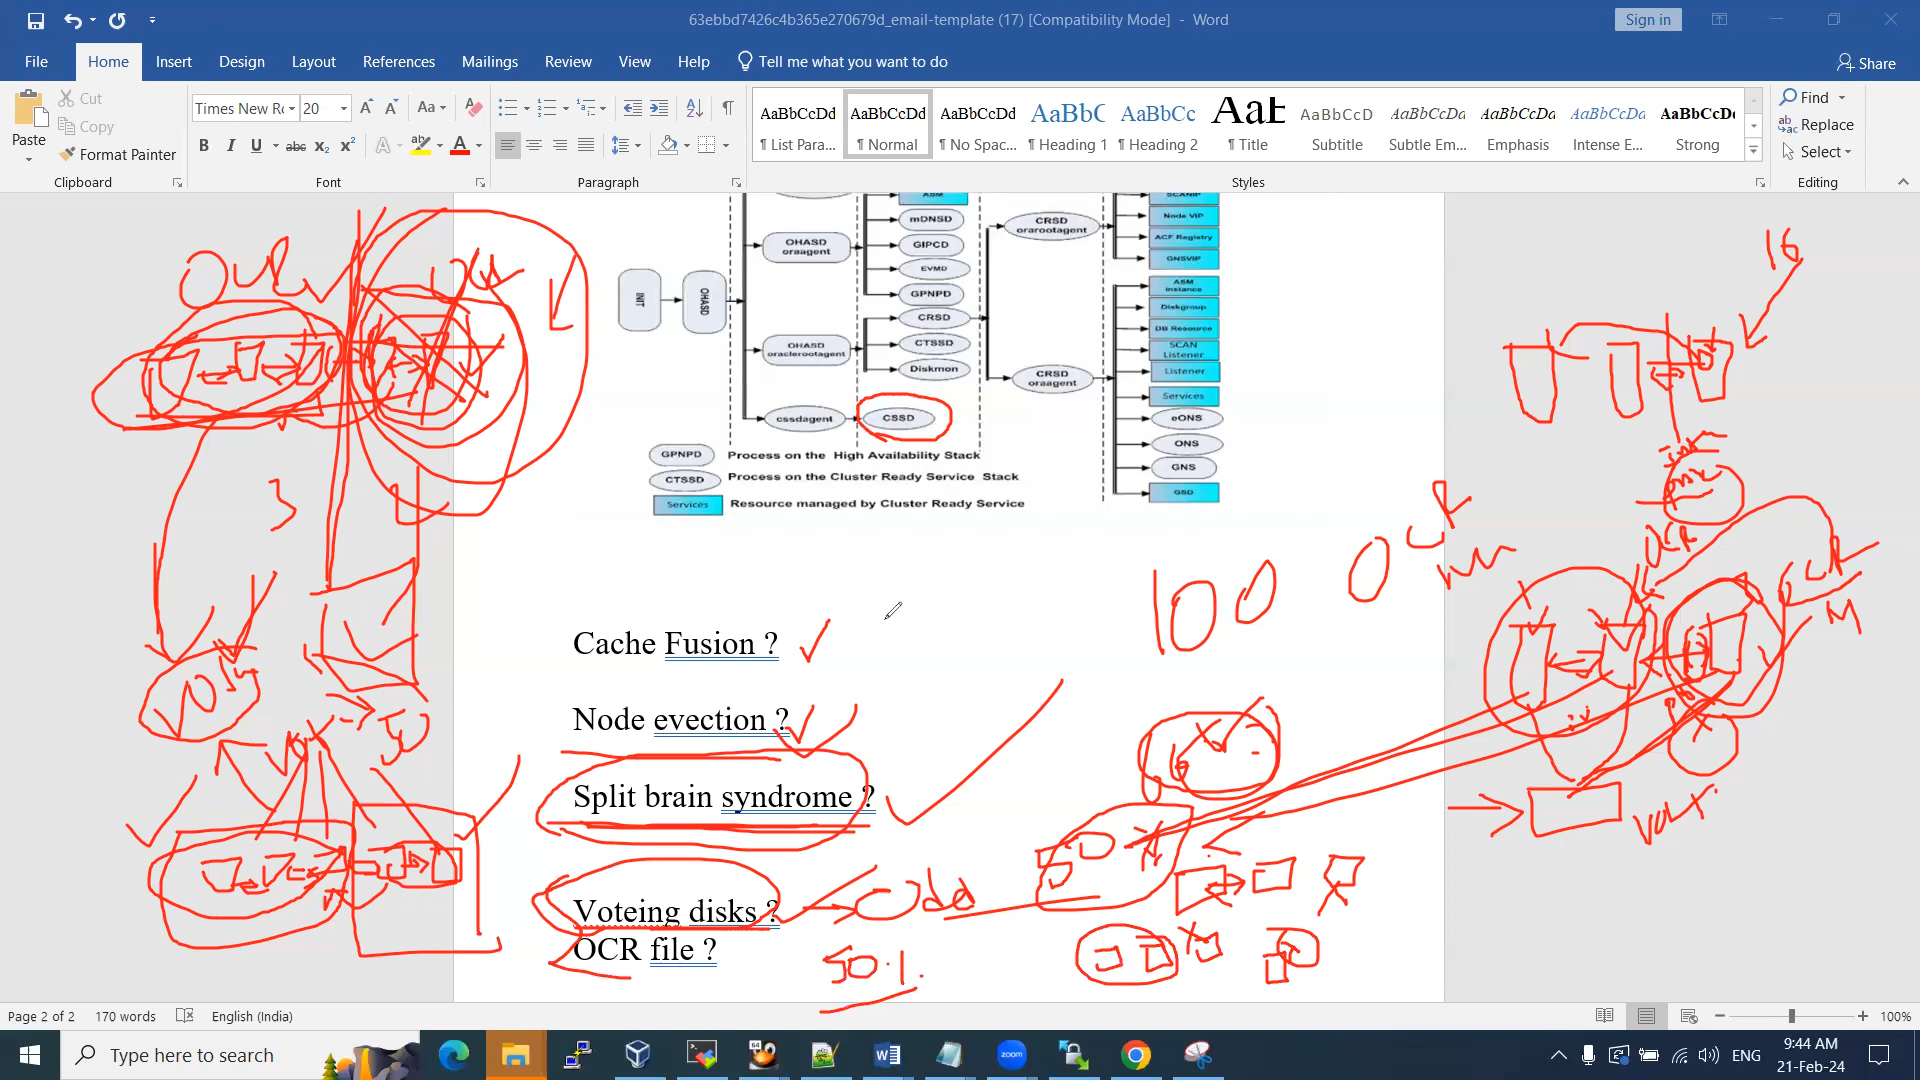 63ebbd7426c4b365e270679d_email-template (17) [Compatibility Mode] - Word
Sign in
File Home Insert Design Layout References Mailings Review View Help Tell me what you want to do
Share
Paste
Cut
Copy
Format Painter
Clipboard
Times New Ro 20
Font
Paragraph
AaBbCcDd AaBbCcDd AaBbCcDd AaBbC AaBbCc AaB AaBbCcD AaBbCcDa AaBbCcDa AaBbCcDa AaBbCcDc
¶ List Para... ¶ Normal ¶ No Spac... ¶ Heading 1 ¶ Heading 2 ¶ Title Subtitle Subtle Em... Emphasis Intense E... Strong
Styles
Find
Replace
Select
Editing
INIT
OHASD
OHASD
oraagent
OHASD
oraclerootagent
cssdagent
ASM
mDNSD
GIPCD
EVMD
GPNPD
CRSD
CTSSD
Diskmon
CSSD
CRSD
orarootagent
CRSD
oraagent
SCANIP
Node VIP
ACF Registry
GNSVIP
ASM
Instance
Diskgroup
DB Resource
SCAN
Listener
Listener
Services
eONS
ONS
GNS
GSD
GPNPD Process on the High Availability Stack
CTSSD Process on the Cluster Ready Service Stack
Services Resource managed by Cluster Ready Service
16
100
OCR
Cache Fusion ?
Node evection ?
Split brain syndrome ?
Voteing disks ?
Odd
OCR file ?
50%
Page 2 of 2 170 words English (India)
100%
Type here to search
zoom
ENG
9:44 AM
21-Feb-24